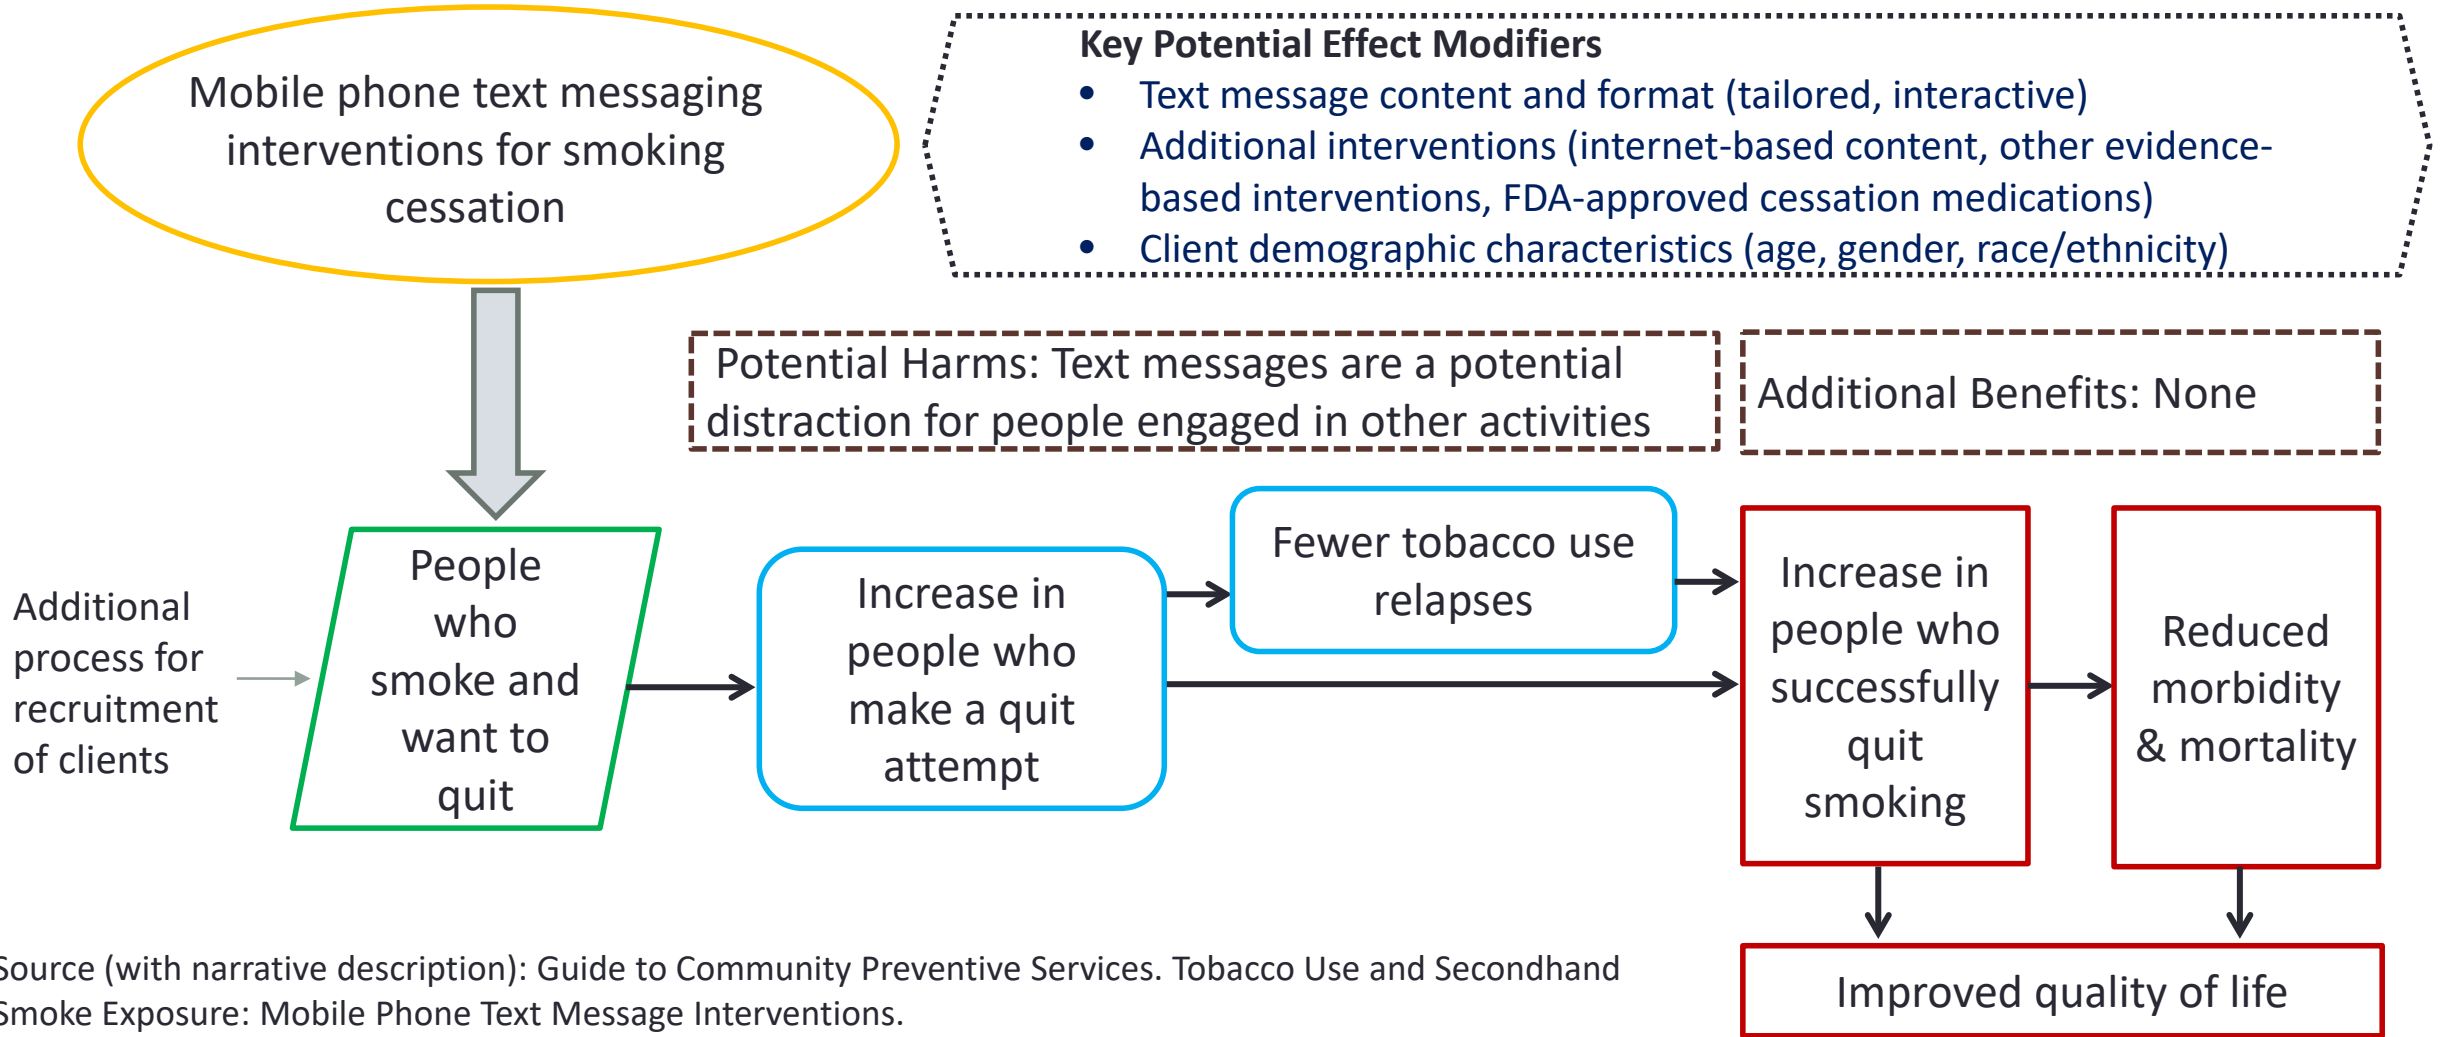 Mobile phone text messaging
interventions for smoking
cessation
Key Potential Effect Modifiers
• Text message content and format (tailored, interactive)
• Additional interventions (internet-based content, other evidence-
based interventions, FDA-approved cessation medications)
• Client demographic characteristics (age, gender, race/ethnicity)
Potential Harms: Text messages are a potential
distraction for people engaged in other activities
Additional Benefits: None
Additional
process for
recruitment
of clients
People
who
smoke and
want to
quit
Increase in
people who
make a quit
attempt
Fewer tobacco use
relapses
Increase in
people who
successfully
quit
smoking
Reduced
morbidity
& mortality
Improved quality of life
Source (with narrative description): Guide to Community Preventive Services. Tobacco Use and Secondhand
Smoke Exposure: Mobile Phone Text Message Interventions.